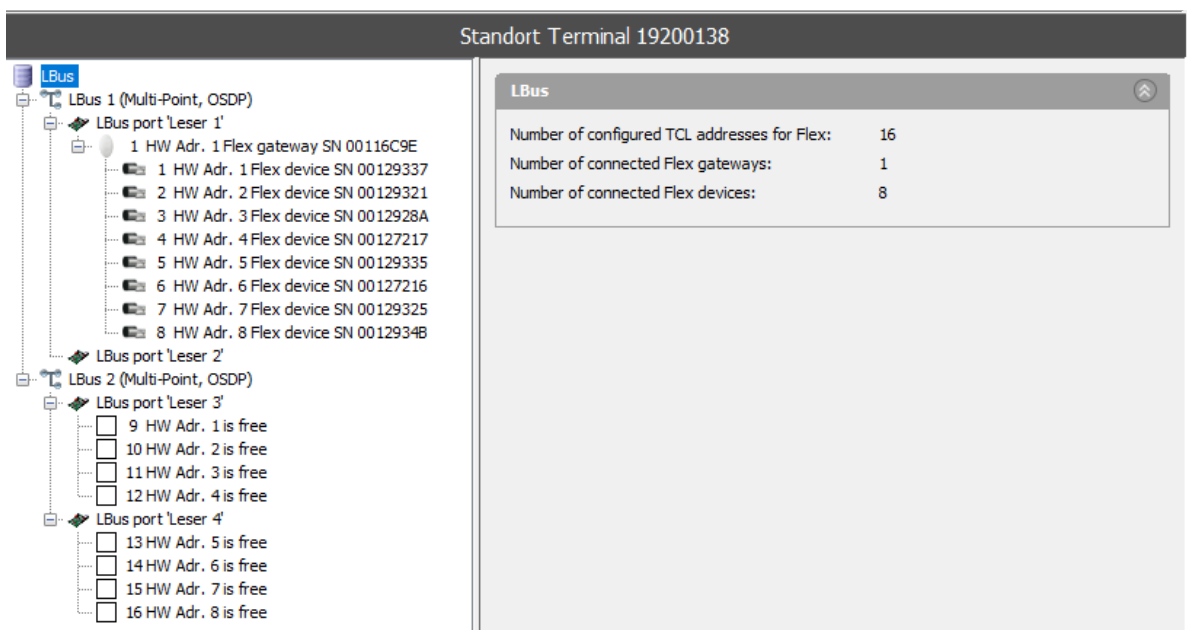 Standort Terminal 19200138
LBus
LBus 1 (Multi-Point, OSDP)
LBus port 'Leser 1'
1 HW Adr. 1 Flex gateway SN 00116C9E
1 HW Adr. 1 Flex device SN 00129337
2 HW Adr. 2 Flex device SN 00129321
3 HW Adr. 3 Flex device SN 0012928A
4 HW Adr. 4 Flex device SN 00127217
5 HW Adr. 5 Flex device SN 00129335
6 HW Adr. 6 Flex device SN 00127216
7 HW Adr. 7 Flex device SN 00129325
8 HW Adr. 8 Flex device SN 0012934B
LBus port 'Leser 2'
LBus 2 (Multi-Point, OSDP)
LBus port 'Leser 3'
9 HW Adr. 1 is free
10 HW Adr. 2 is free
11 HW Adr. 3 is free
12 HW Adr. 4 is free
LBus port 'Leser 4'
13 HW Adr. 5 is free
14 HW Adr. 6 is free
15 HW Adr. 7 is free
16 HW Adr. 8 is free
LBus
Number of configured TCL addresses for Flex: 16
Number of connected Flex gateways: 1
Number of connected Flex devices: 8